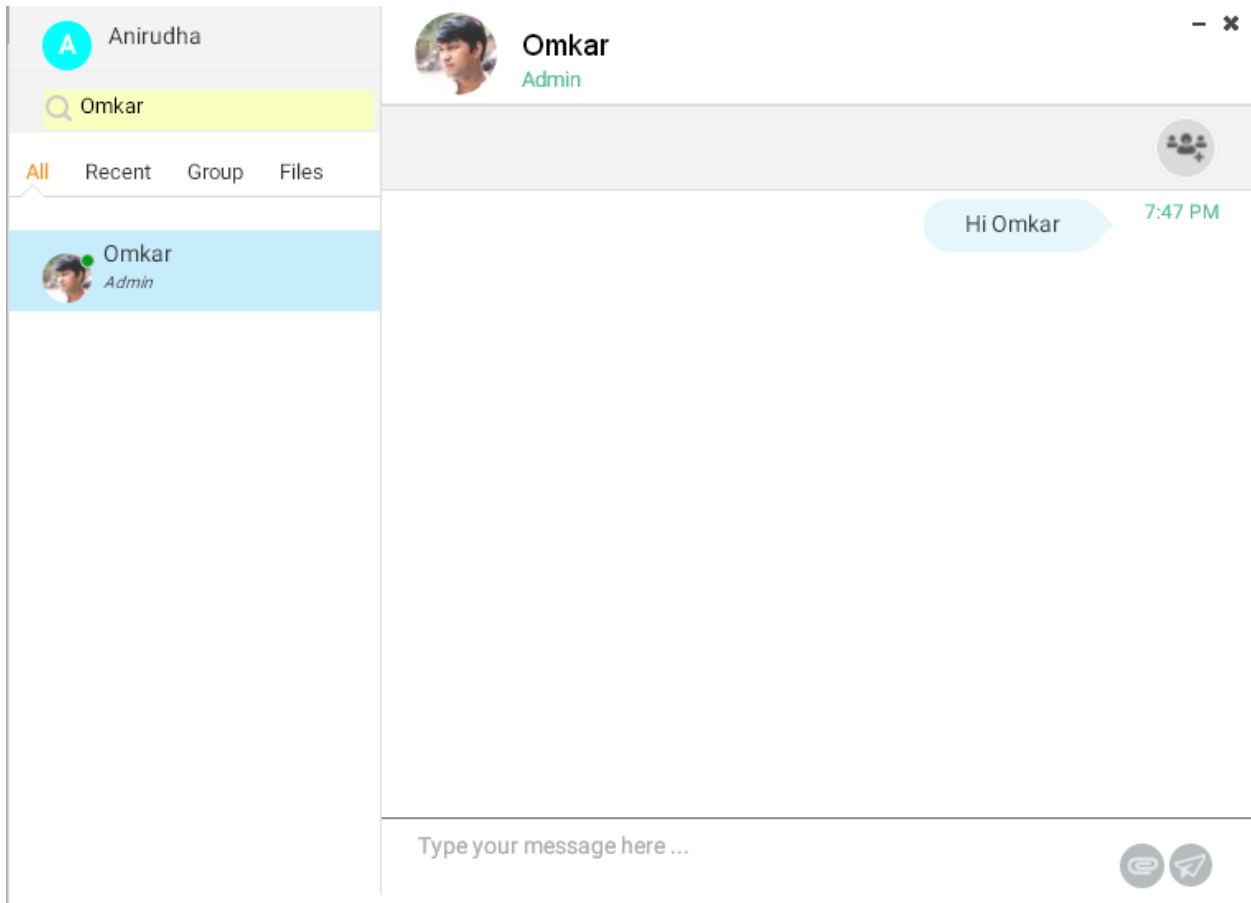 A
Anirudha
Omkar
All Recent Group Files
Omkar
Admin
Omkar
Admin
Hi Omkar
7:47 PM
Type your message here ...